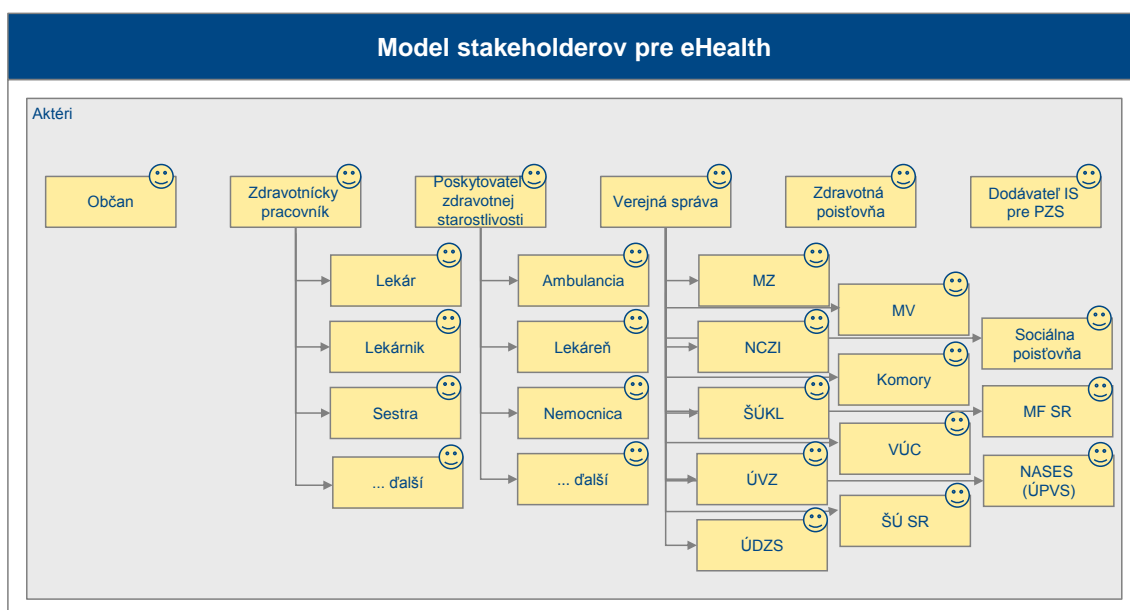 Model stakeholderov pre eHealth
Aktéri
Občan
Zdravotnícky
pracovník
Poskytovateľ
zdravotnej
starostlivosti
Verejná správa
Zdravotná
poisťovňa
Dodávateľ IS
pre PZS
Lekár
Ambulancia
MZ
MV
Lekárnik
Lekáreň
NCZI
Sociálna
poisťovňa
Komory
Sestra
Nemocnica
ŠÚKL
MF SR
VÚC
... ďalší
... ďalší
ÚVZ
NASES
(ÚPVS)
ŠÚ SR
ÚDZS